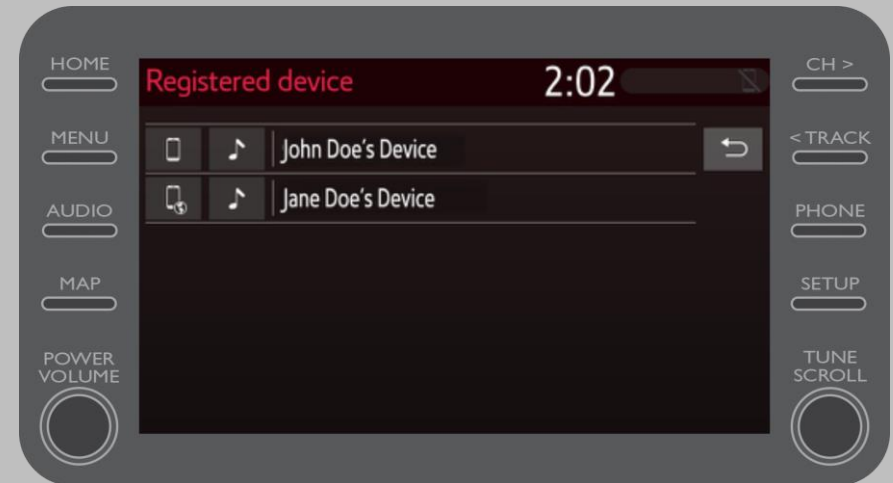 HOME
MENU
AUDIO
MAP
POWER
VOLUME
Registered device
2:02
John Doe's Device
Jane Doe's Device
CH >
< TRACK
PHONE
SETUP
TUNE
SCROLL